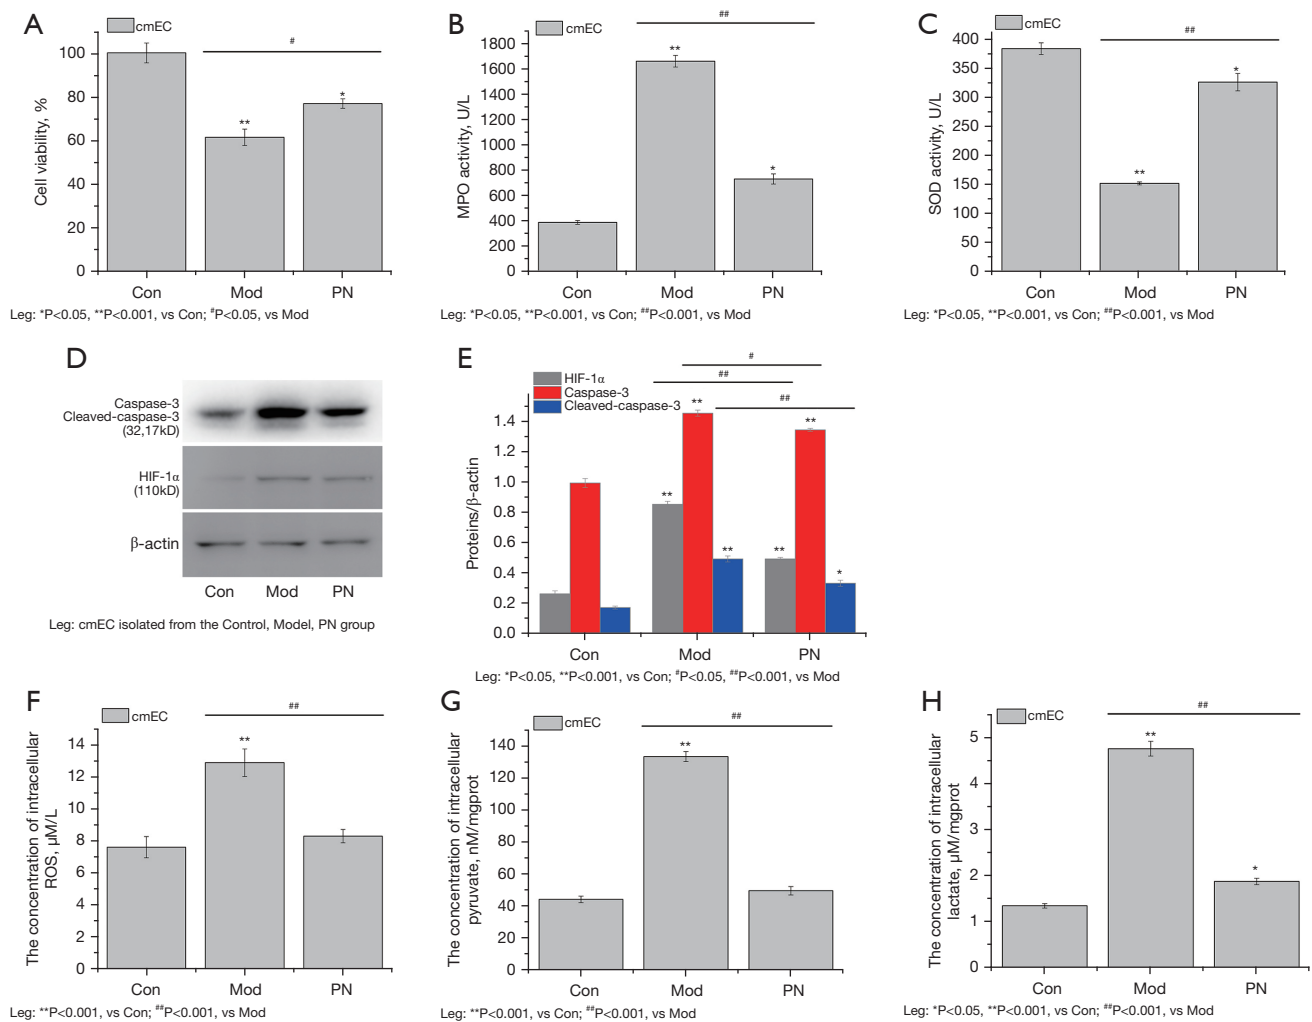 A
cmEC
#
**
*
Cell viability, %
100
80
60
40
20
0
Con Mod PN
Leg: *P<0.05, **P<0.001, vs Con; #P<0.05, vs Mod
B
cmEC
##
**
*
MPO activity, U/L
1800
1600
1400
1200
1000
800
600
400
200
0
Con Mod PN
Leg: *P<0.05, **P<0.001, vs Con; ##P<0.001, vs Mod
C
cmEC
##
**
*
SOD activity, U/L
400
350
300
250
200
150
100
50
0
Con Mod PN
Leg: *P<0.05, **P<0.001, vs Con; ##P<0.001, vs Mod
D
Caspase-3
Cleaved-caspase-3
(32,17kD)
HIF-1α
(110kD)
β-actin
Con Mod PN
Leg: cmEC isolated from the Control, Model, PN group
E
HIF-1α
Caspase-3
Cleaved-caspase-3
#
##
##
** ** **
** ** *
Proteins/β-actin
1.4
1.2
1.0
0.8
0.6
0.4
0.2
0.0
Con Mod PN
Leg: *P<0.05, **P<0.001, vs Con; #P<0.05, ##P<0.001, vs Mod
F
cmEC
##
**
The concentration of intracellular
ROS, μM/L
14
12
10
8
6
4
2
0
Con Mod PN
Leg: **P<0.001, vs Con; ##P<0.001, vs Mod
G
cmEC
##
**
The concentration of intracellular
pyruvate, nM/mgprot
140
120
100
80
60
40
20
0
Con Mod PN
Leg: **P<0.001, vs Con; ##P<0.001, vs Mod
H
cmEC
##
**
*
The concentration of intracellular
lactate, μM/mgprot
5
4
3
2
1
0
Con Mod PN
Leg: *P<0.05, **P<0.001, vs Con; ##P<0.001, vs Mod